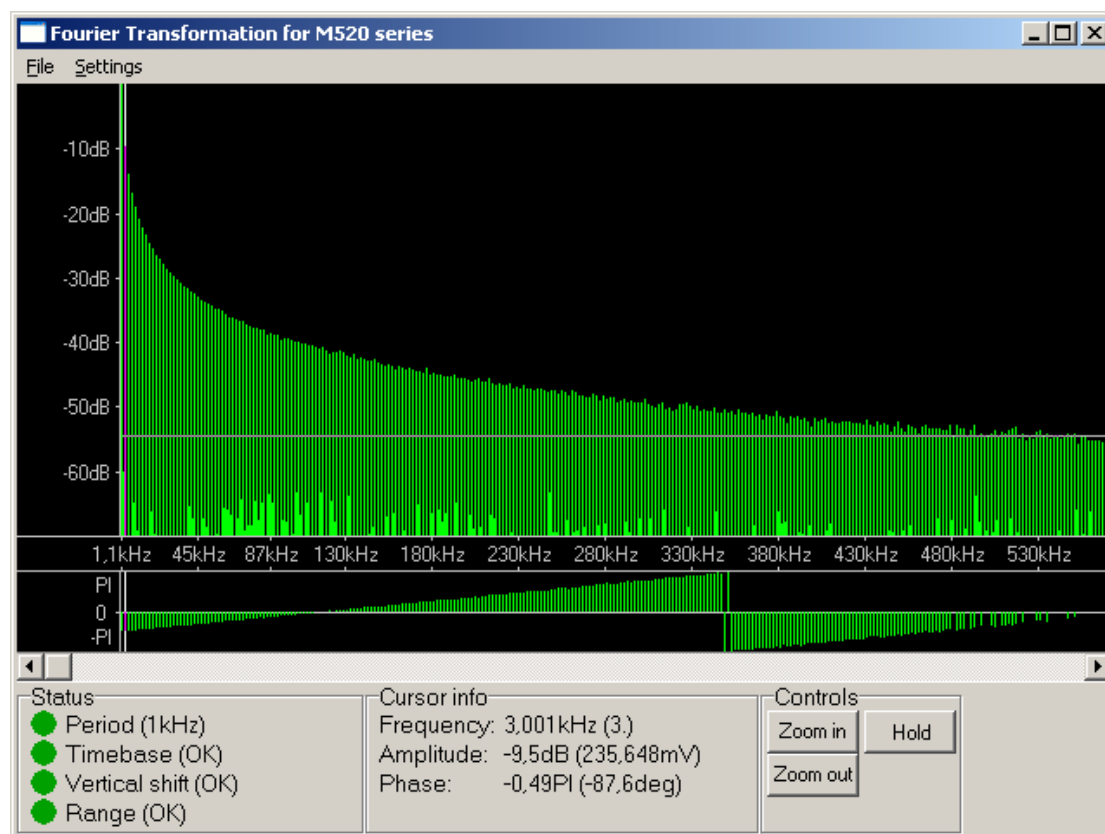 Fourier Transformation for M520 series
File Settings
-10dB
-20dB
-30dB
-40dB
-50dB
-60dB
1,1kHz 45kHz 87kHz 130kHz 180kHz 230kHz 280kHz 330kHz 380kHz 430kHz 480kHz 530kHz
PI
0
-PI
Status
Period (1kHz)
Timebase (OK)
Vertical shift (OK)
Range (OK)
Cursor info
Frequency: 3,001kHz (3.)
Amplitude: -9,5dB (235,648mV)
Phase: -0,49PI (-87,6deg)
Controls
Zoom in Hold
Zoom out